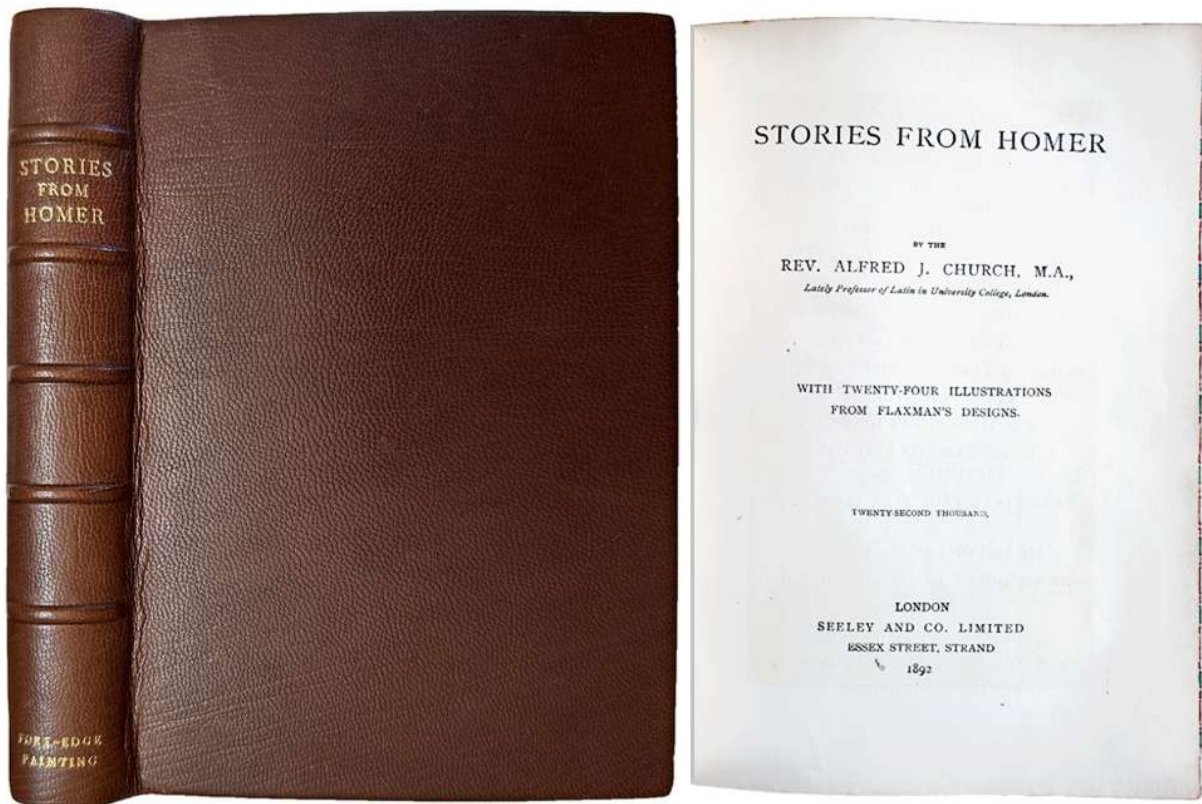 STORIES
FROM
HOMER
FORE-EDGE
PAINTING
STORIES FROM HOMER
BY THE
REV. ALFRED J. CHURCH, M.A.,
Lately Professor of Latin in University College, London.
WITH TWENTY-FOUR ILLUSTRATIONS
FROM FLAXMAN'S DESIGNS.
TWENTY-SECOND THOUSAND.
LONDON
SEELEY AND CO. LIMITED
ESSEX STREET, STRAND
1892